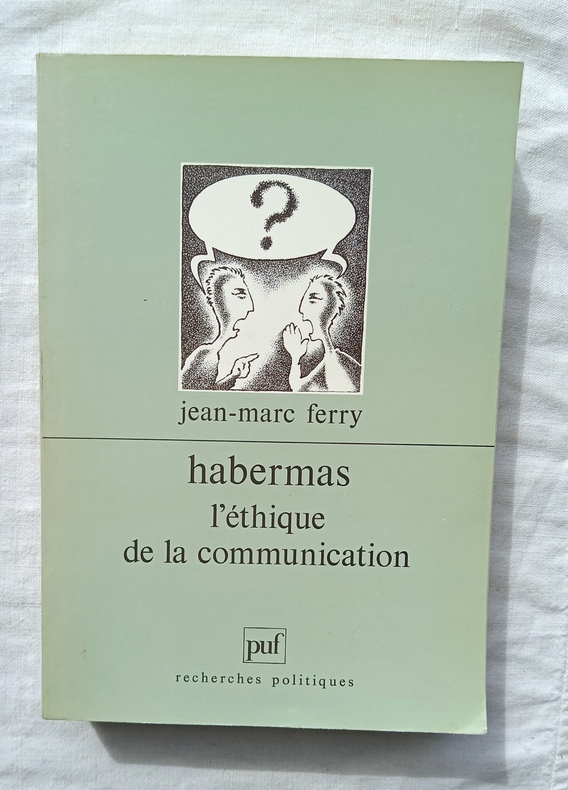 ?
jean-marc ferry
habermas
l'éthique
de la communication
puf
recherches politiques